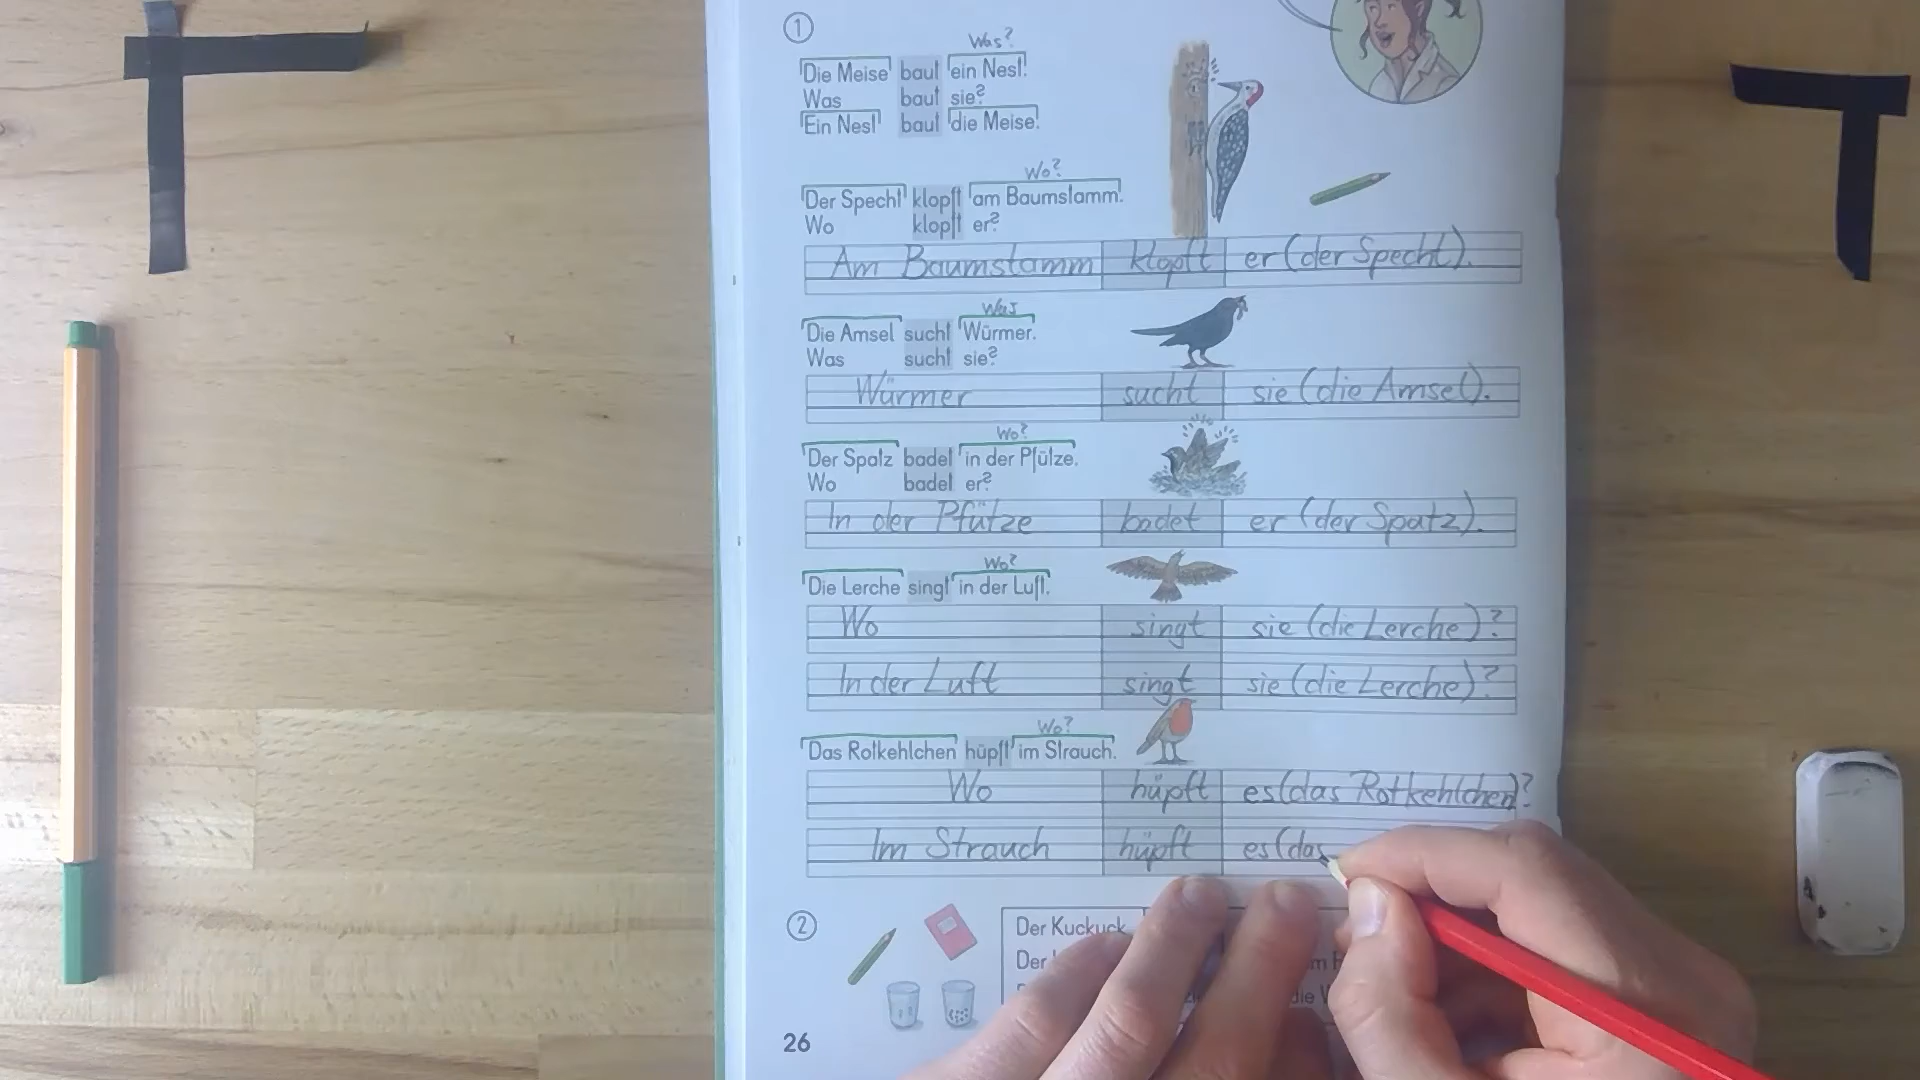 1
Was?
Die Meise baut ein Nest.
Was baut sie?
Ein Nest baut die Meise.
Wo?
Der Specht klopft am Baumstamm.
Wo klopft er?
Am Baumstamm klopft er (der Specht).
Was
Die Amsel sucht Würmer.
Was sucht sie?
Würmer sucht sie (die Amsel).
Wo?
Der Spatz badet in der Pfütze.
Wo badet er?
In der Pfütze badet er (der Spatz).
Wo?
Die Lerche singt in der Luft.
Wo singt sie (die Lerche)?
In der Luft singt sie (die Lerche)?
Wo?
Das Rotkehlchen hüpft im Strauch.
Wo hüpft es (das Rotkehlchen)?
Im Strauch hüpft es (das
2
Der Kuckuck
Der
die
26